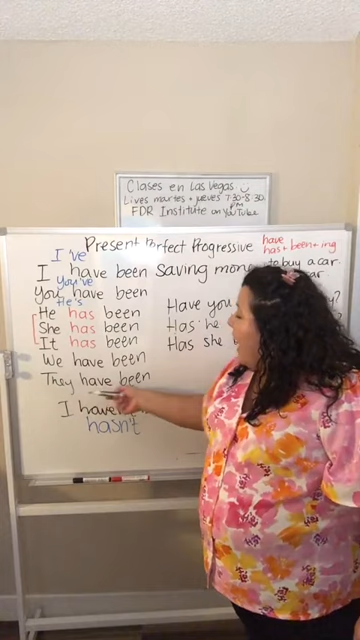 Clases en Las Vegas
Lives martes + jueves 7:30-8:30
PM
FDR Institute on YouTube
Present Perfect Progressive
have
has + been + ing
I've
I have been saving money to buy a car.
You've
You have been
car.
He's
He has been
She has been
It has been
We have been
They have been
Have you
Has he
Has she
I have
hasn't